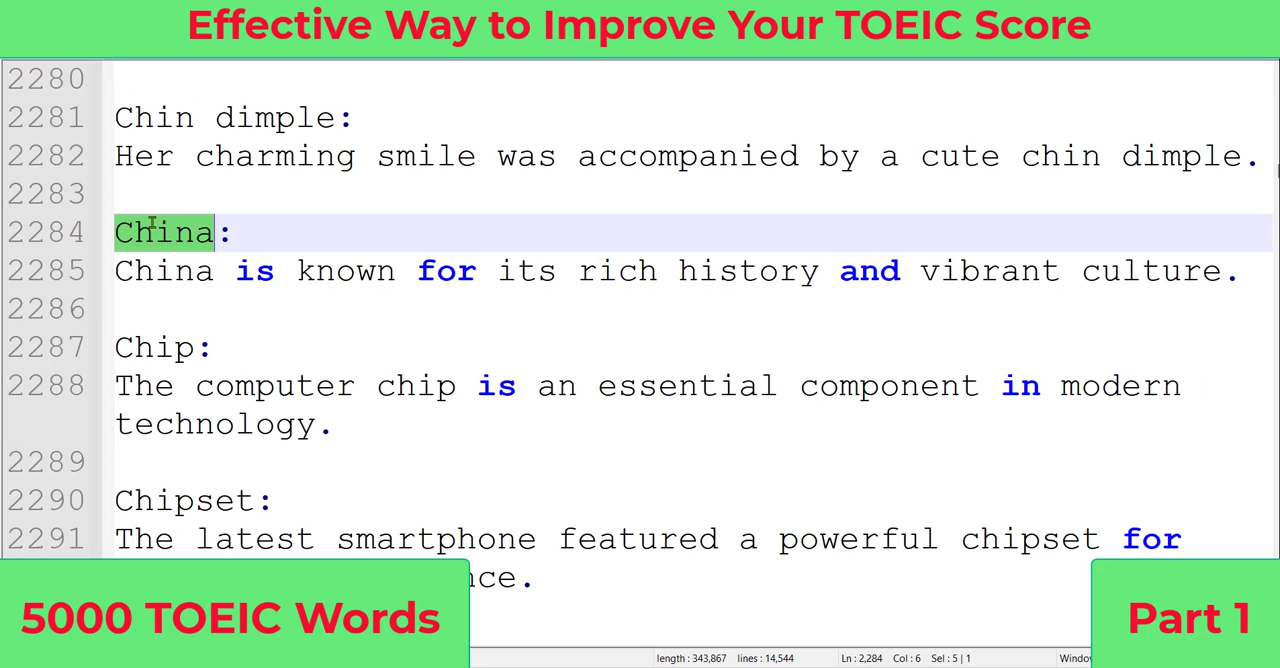 Effective Way to Improve Your TOEIC Score
2280
2281 Chin dimple:
2282 Her charming smile was accompanied by a cute chin dimple.
2283
2284 China:
2285 China is known for its rich history and vibrant culture.
2286
2287 Chip:
2288 The computer chip is an essential component in modern
technology.
2289
2290 Chipset:
2291 The latest smartphone featured a powerful chipset for
nce.
5000 TOEIC Words
Part 1
length : 343,867 lines : 14,544 Ln : 2,284 Col : 6 Sel : 5 | 1